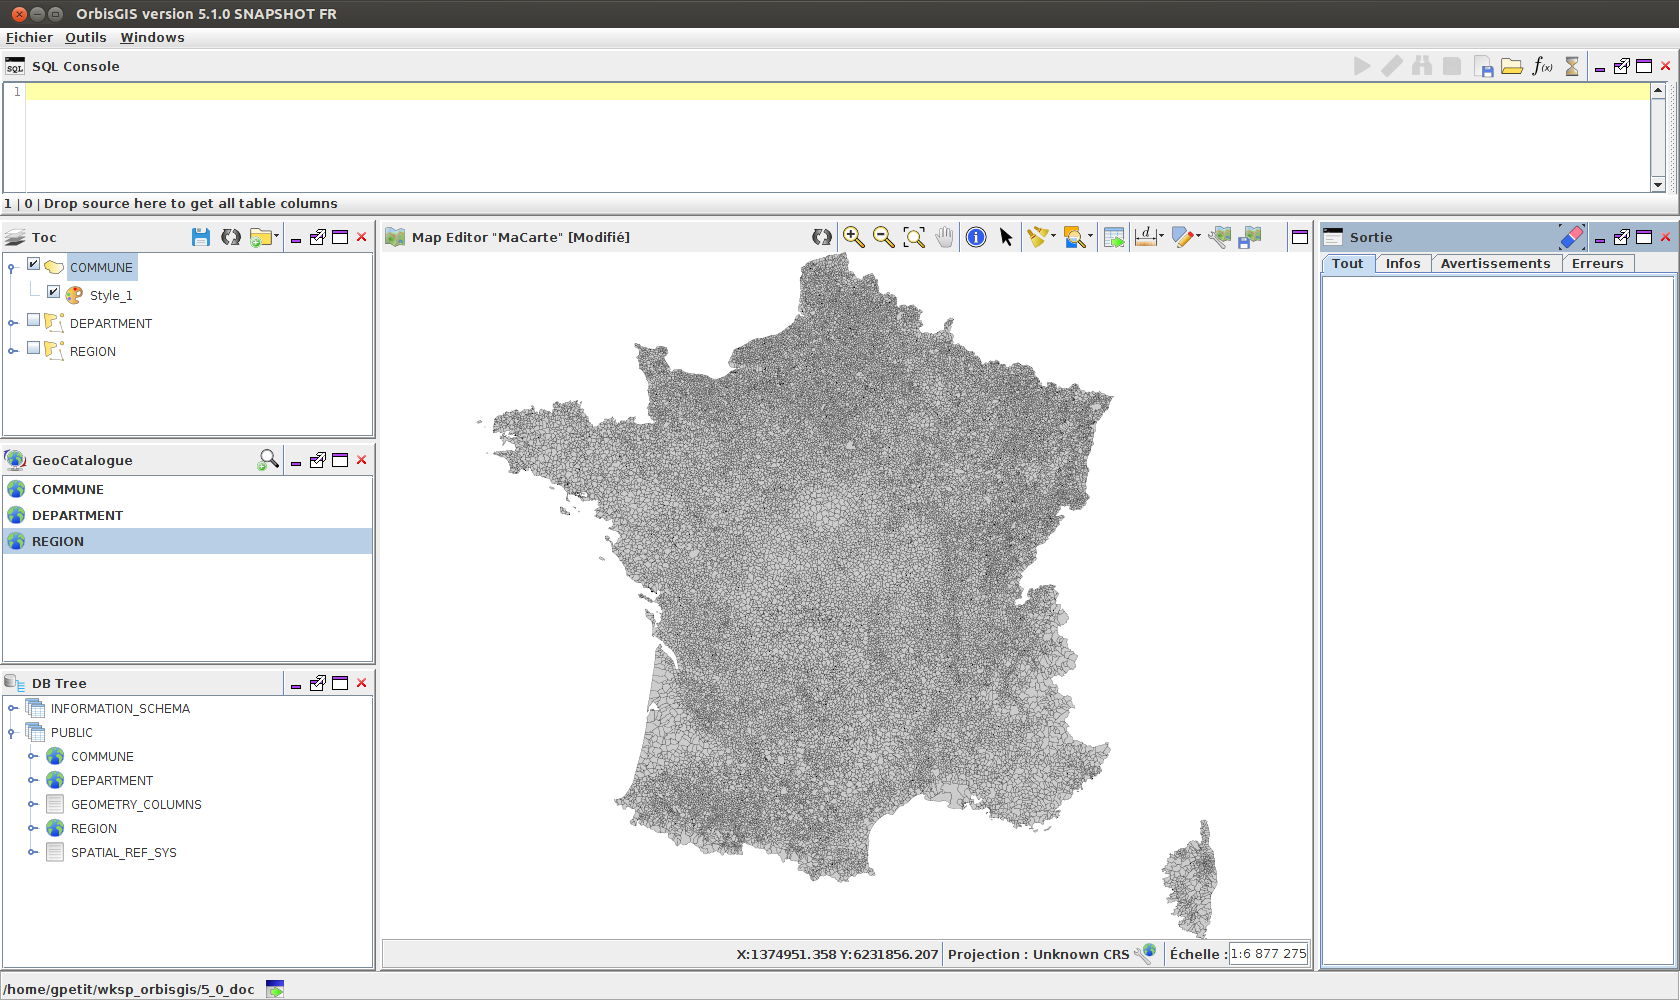 OrbisGIS version 5.1.0 SNAPSHOT FR
Fichier Outils Windows
SQL SQL Console f(x)
1
1 | 0 | Drop source here to get all table columns
Toc
COMMUNE
Style_1
DEPARTMENT
REGION
GeoCatalogue
COMMUNE
DEPARTMENT
REGION
DB Tree
INFORMATION_SCHEMA
PUBLIC
COMMUNE
DEPARTMENT
GEOMETRY_COLUMNS
REGION
SPATIAL_REF_SYS
Map Editor "MaCarte" [Modifié]
X:1374951.358 Y:6231856.207 Projection : Unknown CRS Échelle : 1:6 877 275
Sortie
Tout Infos Avertissements Erreurs
/home/gpetit/wksp_orbisgis/5_0_doc